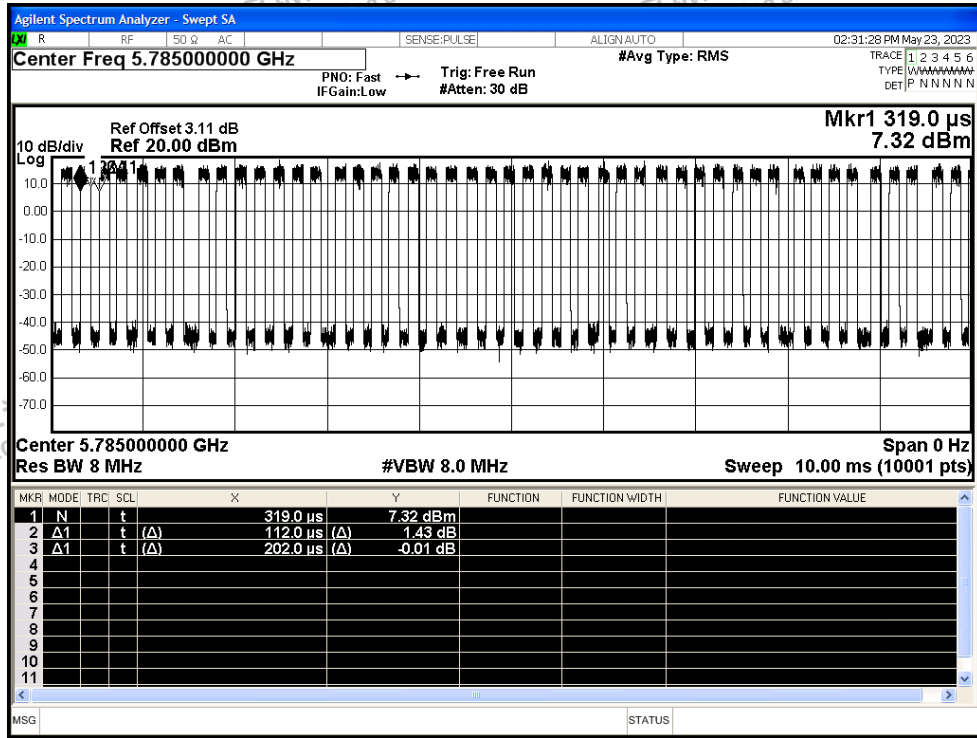 Agilent Spectrum Analyzer - Swept SA
LXI R RF 50 Ω AC SENSE:PULSE ALIGN AUTO 02:31:28 PM May 23, 2023
Center Freq 5.785000000 GHz #Avg Type: RMS TRACE 1 2 3 4 5 6
PNO: Fast Trig: Free Run TYPE WWWWWW
IFGain:Low #Atten: 30 dB DET P N N N N N
Mkr1 319.0 µs
Ref Offset 3.11 dB
10 dB/div Ref 20.00 dBm 7.32 dBm
Log
10.0
0.00
-10.0
-20.0
-30.0
-40.0
-50.0
-60.0
-70.0
Center 5.785000000 GHz Span 0 Hz
Res BW 8 MHz #VBW 8.0 MHz Sweep 10.00 ms (10001 pts)
MKR MODE TRC SCL X Y FUNCTION FUNCTION WIDTH FUNCTION VALUE
1 N t 319.0 µs 7.32 dBm
2 Δ1 t (Δ) 112.0 µs (Δ) 1.43 dB
3 Δ1 t (Δ) 202.0 µs (Δ) -0.01 dB
4
5
6
7
8
9
10
11
MSG STATUS